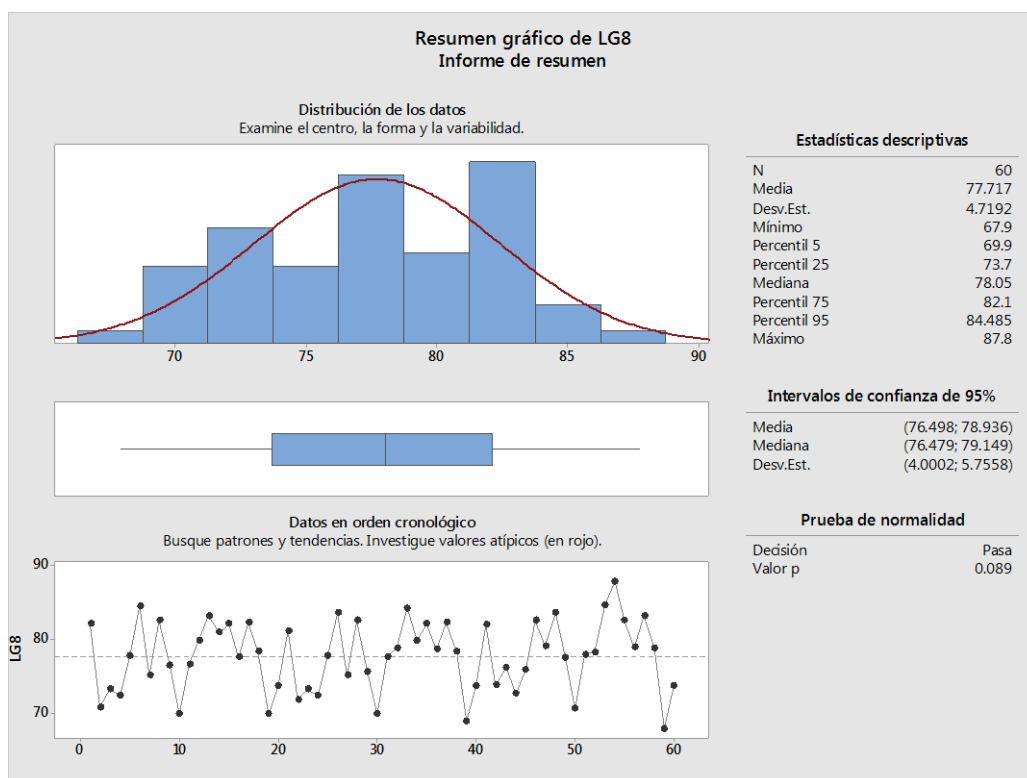 Resumen gráfico de LG8
Informe de resumen
Distribución de los datos
Examine el centro, la forma y la variabilidad.
70 75 80 85 90
Datos en orden cronológico
Busque patrones y tendencias. Investigue valores atípicos (en rojo).
90
80
70
LG8
0 10 20 30 40 50 60
Estadísticas descriptivas
N 60
Media 77.717
Desv.Est. 4.7192
Mínimo 67.9
Percentil 5 69.9
Percentil 25 73.7
Mediana 78.05
Percentil 75 82.1
Percentil 95 84.485
Máximo 87.8
Intervalos de confianza de 95%
Media (76.498; 78.936)
Mediana (76.479; 79.149)
Desv.Est. (4.0002; 5.7558)
Prueba de normalidad
Decisión Pasa
Valor p 0.089